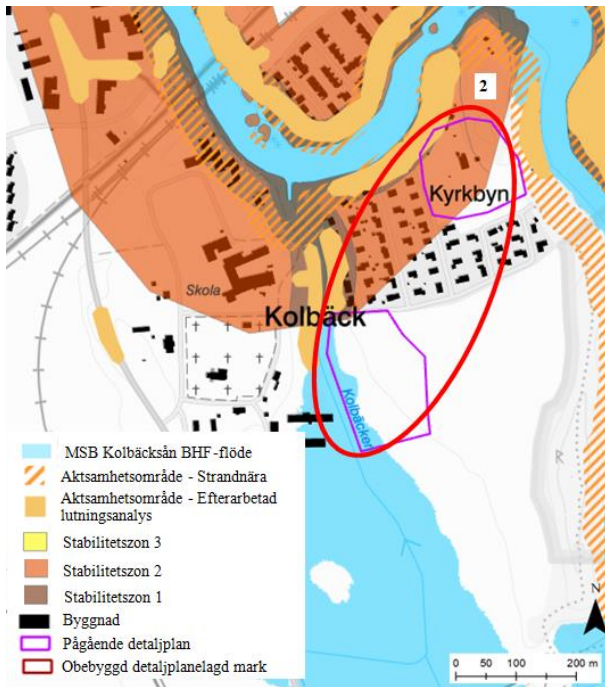 2
Kyrkbyn
Skola
Kolbäck
Kolbäcken
MSB Kolbäcksån BHF-flöde
Aktsamhetsområde - Strandnära
Aktsamhetsområde - Efterarbetad
lutningsanalys
Stabilitetszon 3
Stabilitetszon 2
Stabilitetszon 1
Byggnad
Pågående detaljplan
Obebyggd detaljplanelagd mark
R
N
0 50 100 200 m